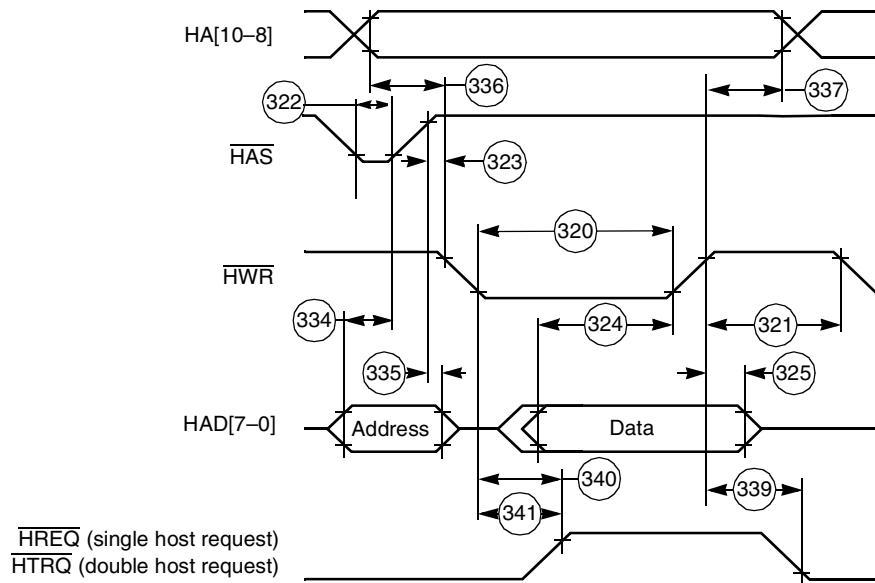 HA[10–8]
336
337
322
HAS
323
320
HWR
334
324
321
335
325
HAD[7–0]
Address
Data
340
339
341
HREQ (single host request)
HTRQ (double host request)